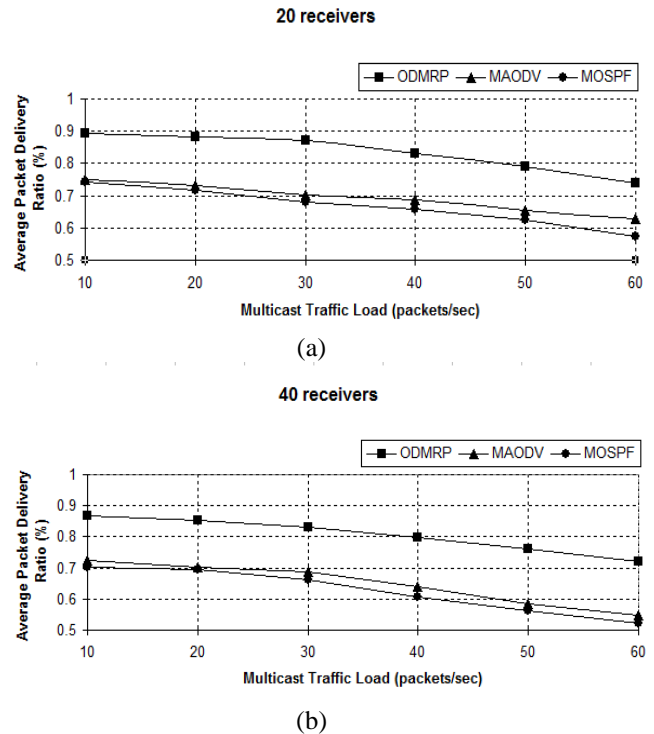 20 receivers
ODMRP MAODV MOSPF
Average Packet Delivery
Ratio (%)
1
0.9
0.8
0.7
0.6
0.5
10 20 30 40 50 60
Multicast Traffic Load (packets/sec)
(a)
40 receivers
ODMRP MAODV MOSPF
Average Packet Delivery
Ratio (%)
1
0.9
0.8
0.7
0.6
0.5
10 20 30 40 50 60
Multicast Traffic Load (packets/sec)
(b)